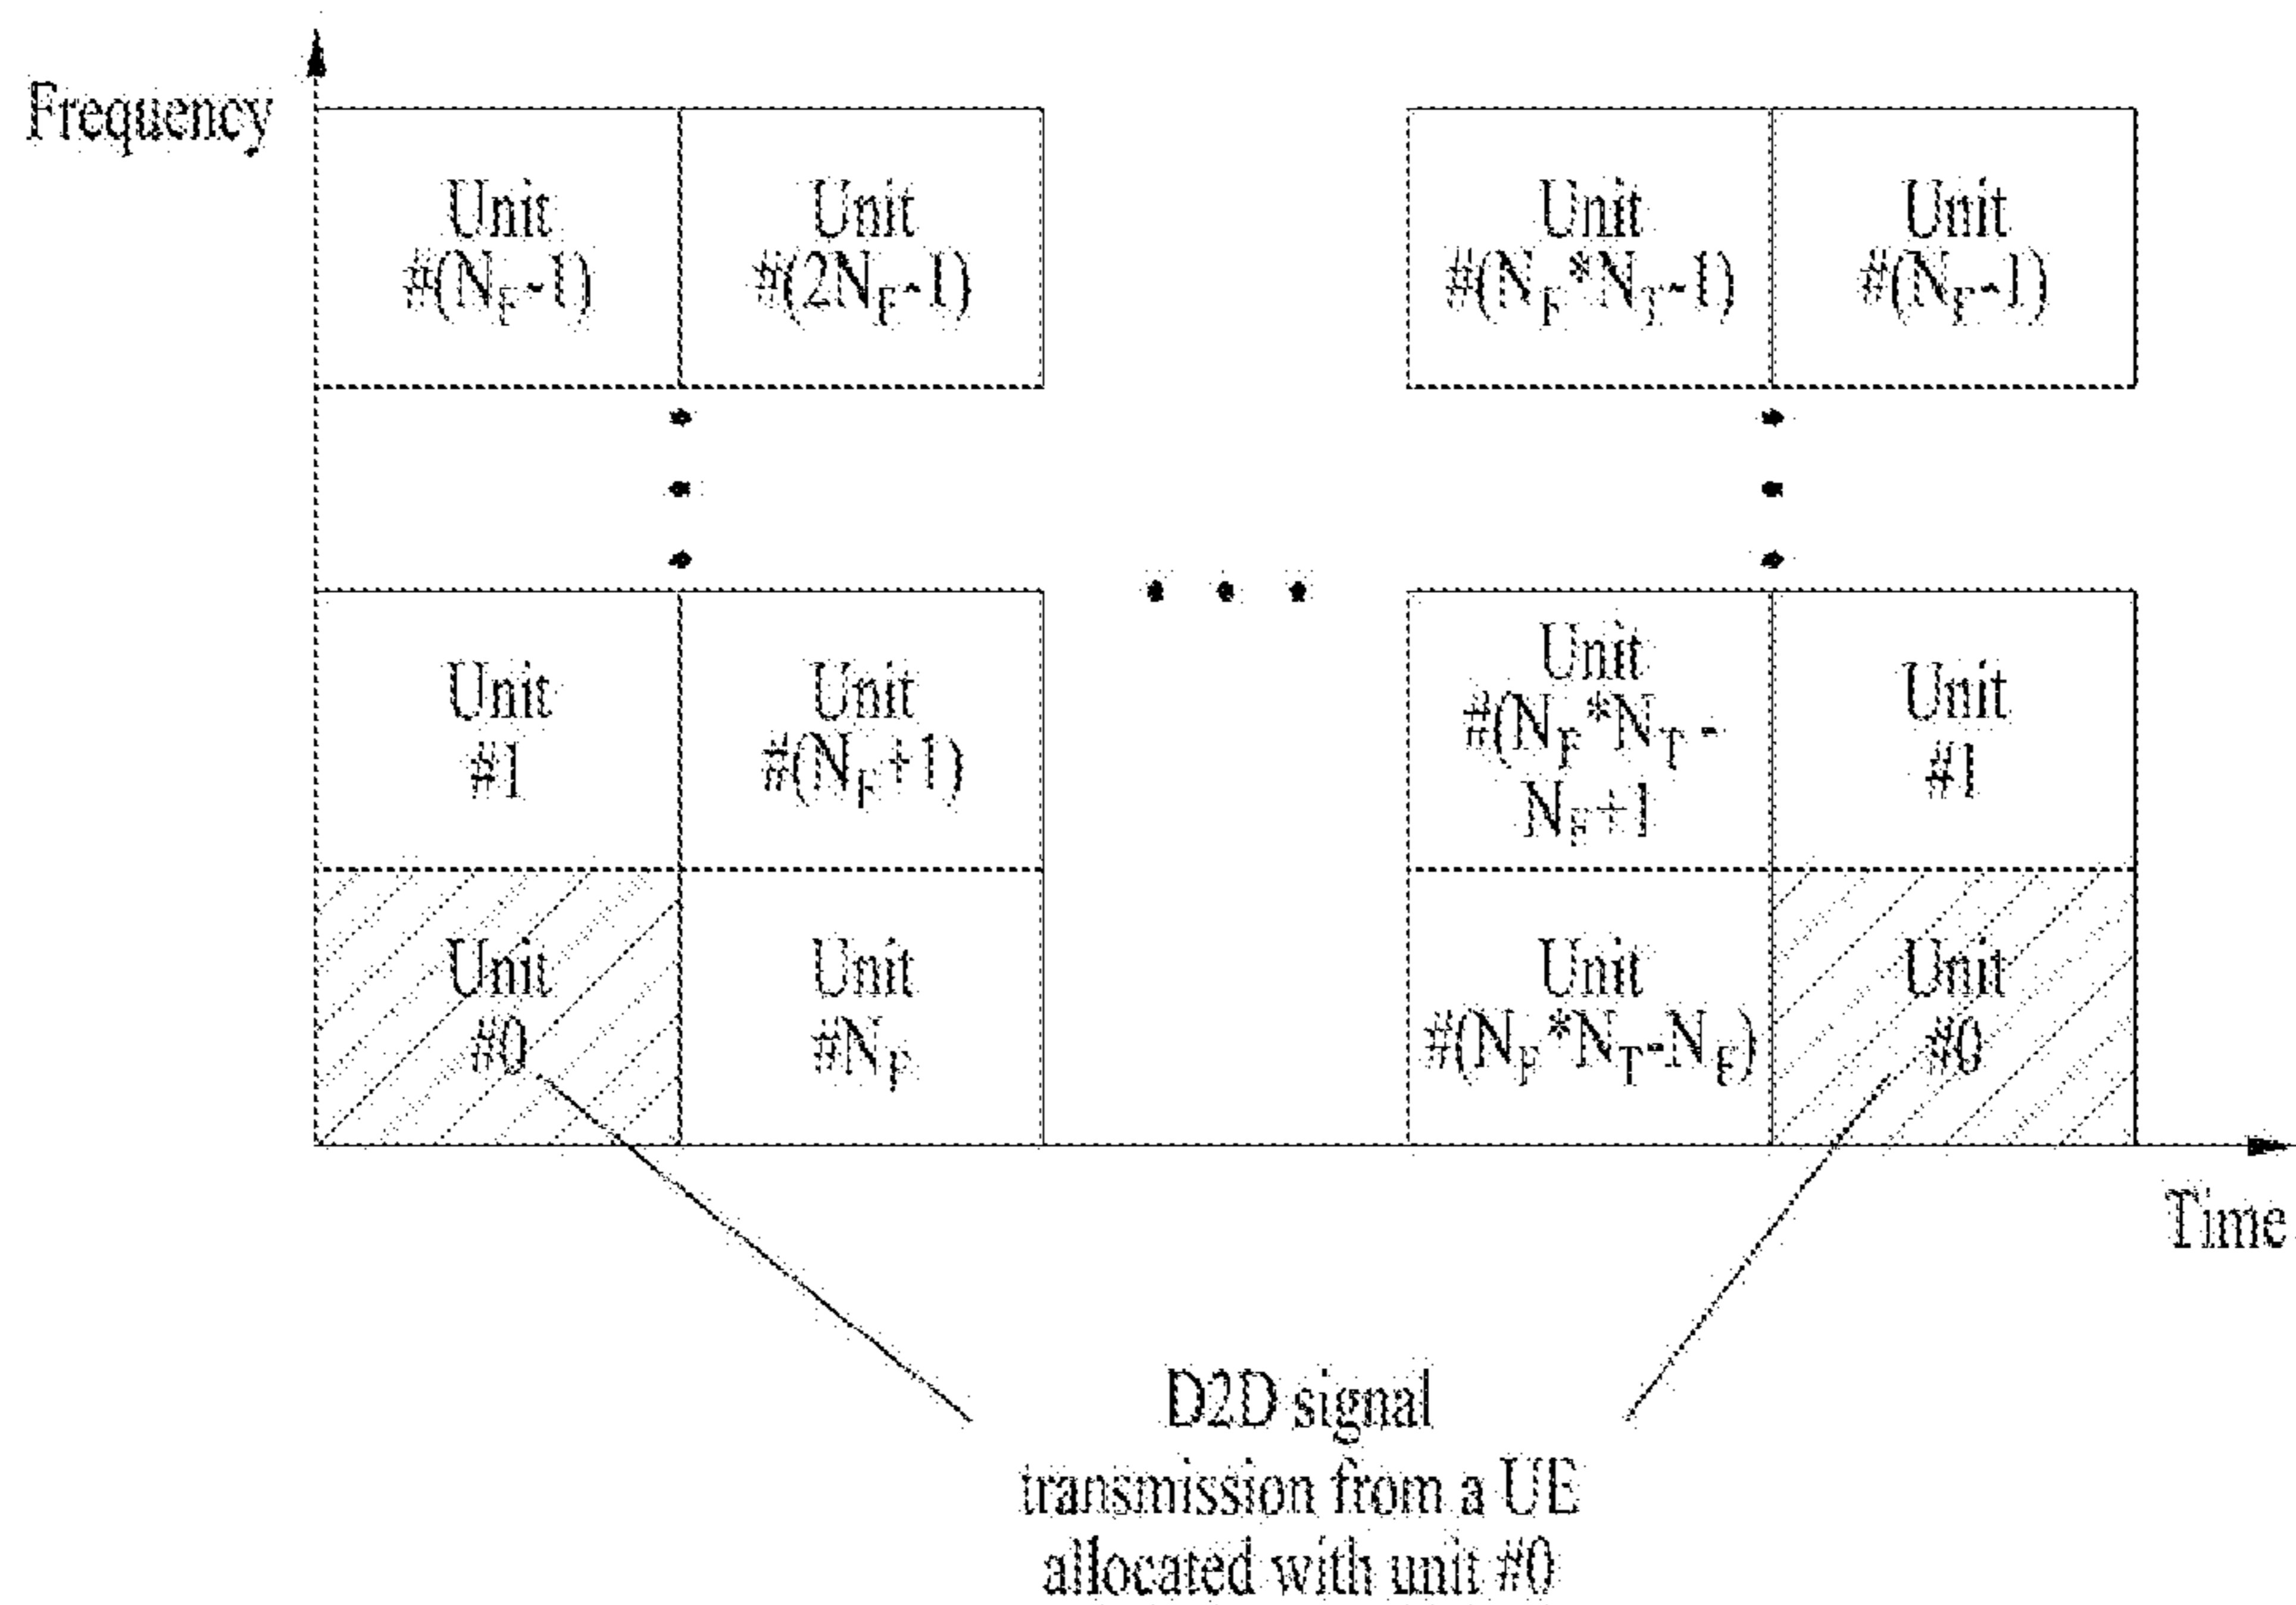 Frequency
Unit
#(N_F-1)
Unit
#(2N_F-1)
Unit
#(N_F*N_T-1)
Unit
#(N_F-1)
Unit
#1
Unit
#(N_F+1)
Unit
#(N_F*N_T-
N_F+1
Unit
#1
Unit
#0
Unit
#N_F
Unit
#(N_F*N_T-N_F)
Unit
#0
Time
D2D signal
transmission from a UE
allocated with unit #0